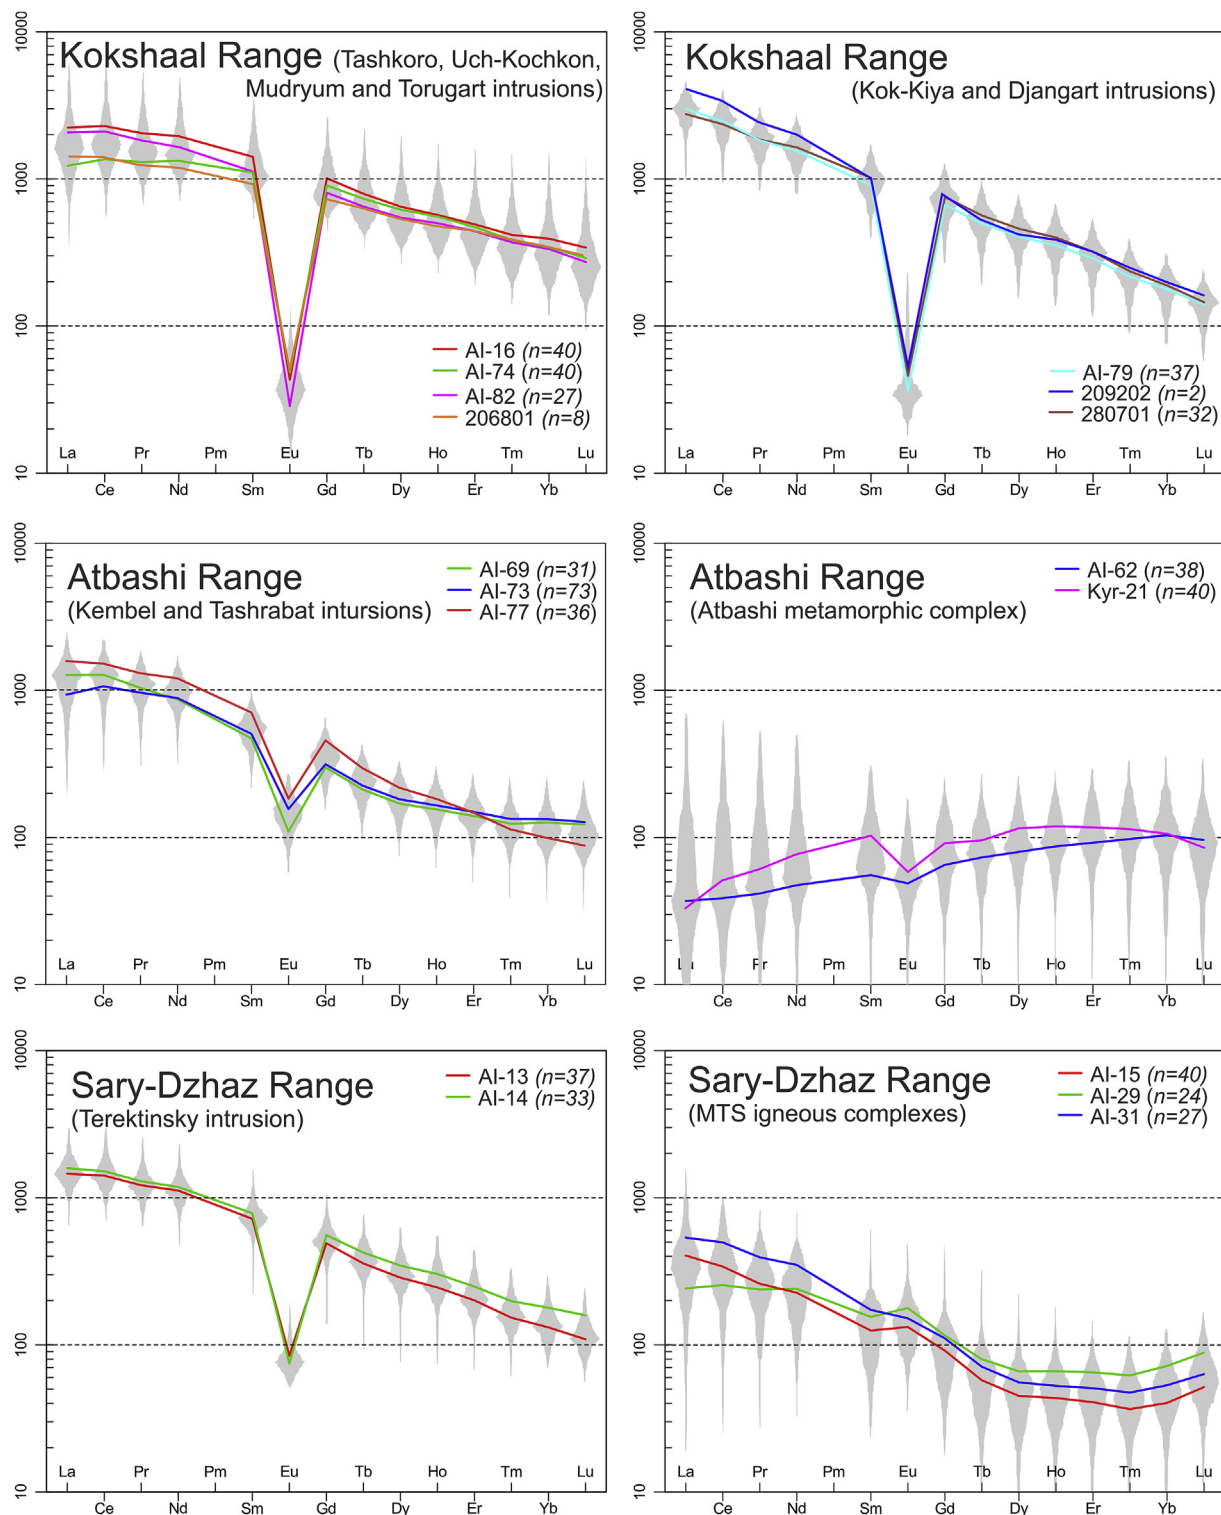 Kokshaal Range (Tashkoro, Uch-Kochkon,
Mudryum and Torugart intrusions)
10000
1000
100
10
AI-16 (n=40)
AI-74 (n=40)
AI-82 (n=27)
206801 (n=8)
La Pr Pm Eu Tb Ho Tm Lu
Ce Nd Sm Gd Dy Er Yb
Kokshaal Range
(Kok-Kiya and Djangart intrusions)
10000
1000
100
10
AI-79 (n=37)
209202 (n=2)
280701 (n=32)
La Pr Pm Eu Tb Ho Tm Lu
Ce Nd Sm Gd Dy Er Yb
Atbashi Range
(Kembel and Tashrabat intursions)
AI-69 (n=31)
AI-73 (n=73)
AI-77 (n=36)
10000
1000
100
10
La Pr Pm Eu Tb Ho Tm Lu
Ce Nd Sm Gd Dy Er Yb
Atbashi Range
(Atbashi metamorphic complex)
AI-62 (n=38)
Kyr-21 (n=40)
10000
1000
100
10
La Pr Pm Eu Tb Ho Tm Lu
Ce Nd Sm Gd Dy Er Yb
Sary-Dzhaz Range
(Terektinsky intrusion)
AI-13 (n=37)
AI-14 (n=33)
10000
1000
100
10
La Pr Pm Eu Tb Ho Tm Lu
Ce Nd Sm Gd Dy Er Yb
Sary-Dzhaz Range
(MTS igneous complexes)
AI-15 (n=40)
AI-29 (n=24)
AI-31 (n=27)
10000
1000
100
10
La Pr Pm Eu Tb Ho Tm Lu
Ce Nd Sm Gd Dy Er Yb